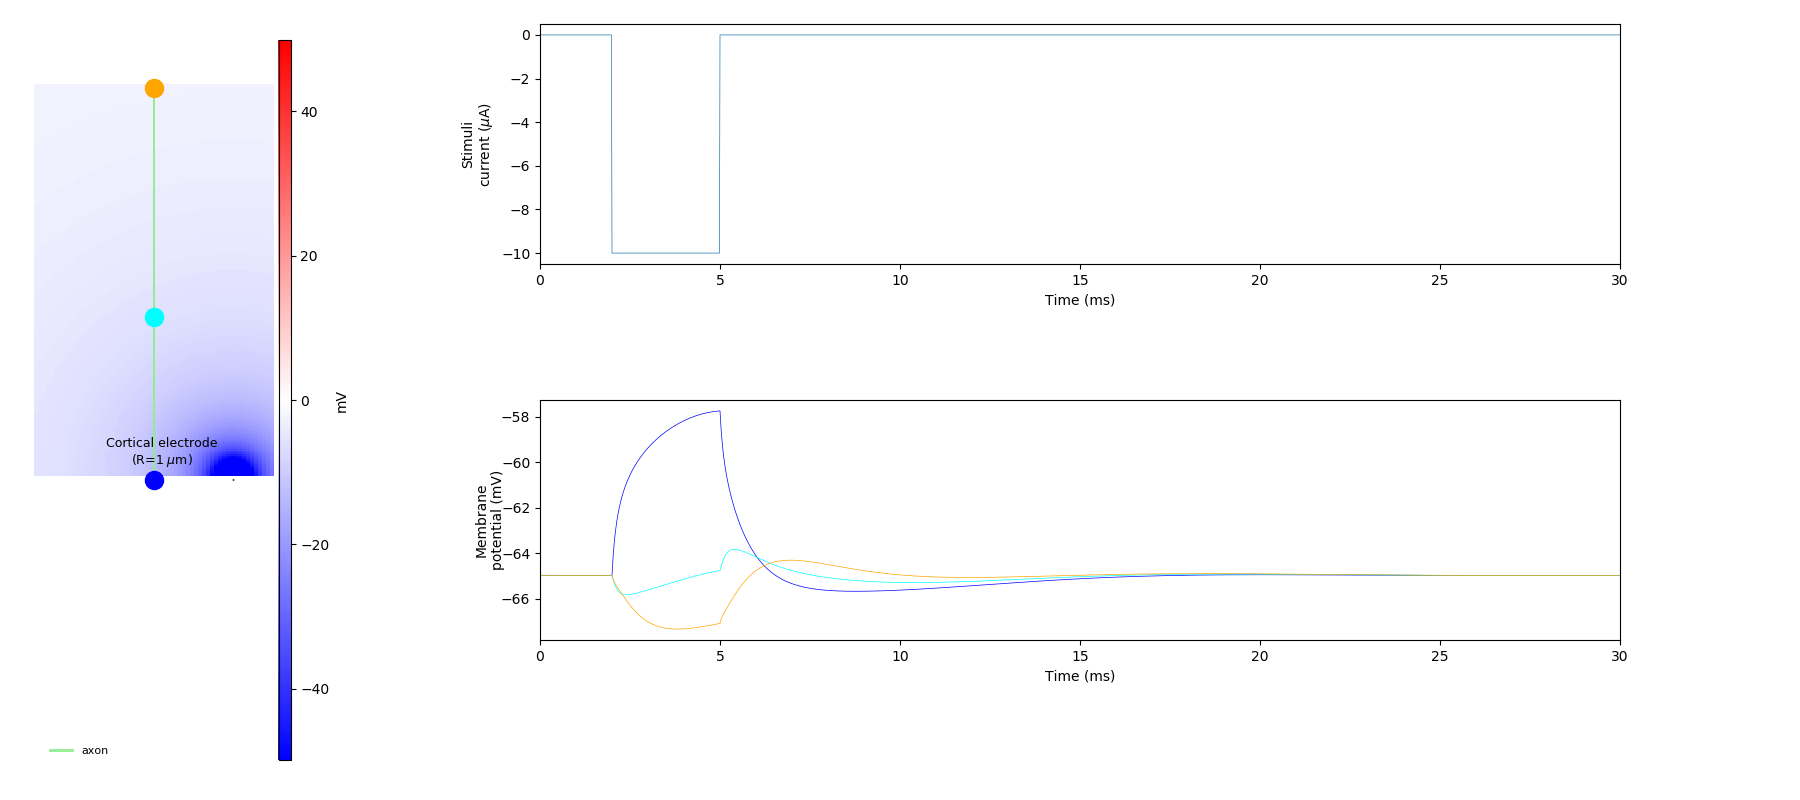 40
20
0
−20
−40
mV
Cortical electrode
(R=1 μm)
axon
0
−2
−4
−6
−8
−10
Stimuli
current (μA)
0 5 10 15 20 25 30
Time (ms)
−58
−60
−62
−64
−66
Membrane
potential (mV)
0 5 10 15 20 25 30
Time (ms)